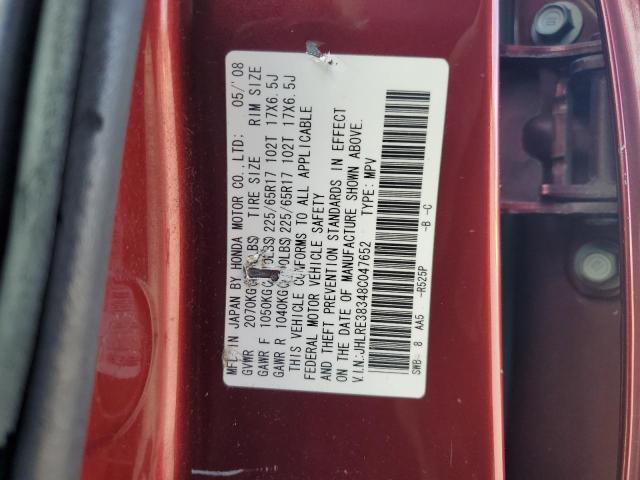 MFD. IN JAPAN BY HONDA MOTOR CO., LTD: 05/'08
GVWR 2070KG LBS) TIRE SIZE RIM SIZE
GAWR F 1050KG LBS) 225/65R17 102T 17X6.5J
GAWR R 1040KG 0LBS) 225/65R17 102T 17X6.5J
THIS VEHICLE CONFORMS TO ALL APPLICABLE
FEDERAL MOTOR VEHICLE SAFETY
AND THEFT PREVENTION STANDARDS IN EFFECT
ON THE DATE OF MANUFACTURE SHOWN ABOVE.
V.I.N:JHLRE38348C047652 TYPE: MPV
SWB- 8 AA5 -R525P -B -C